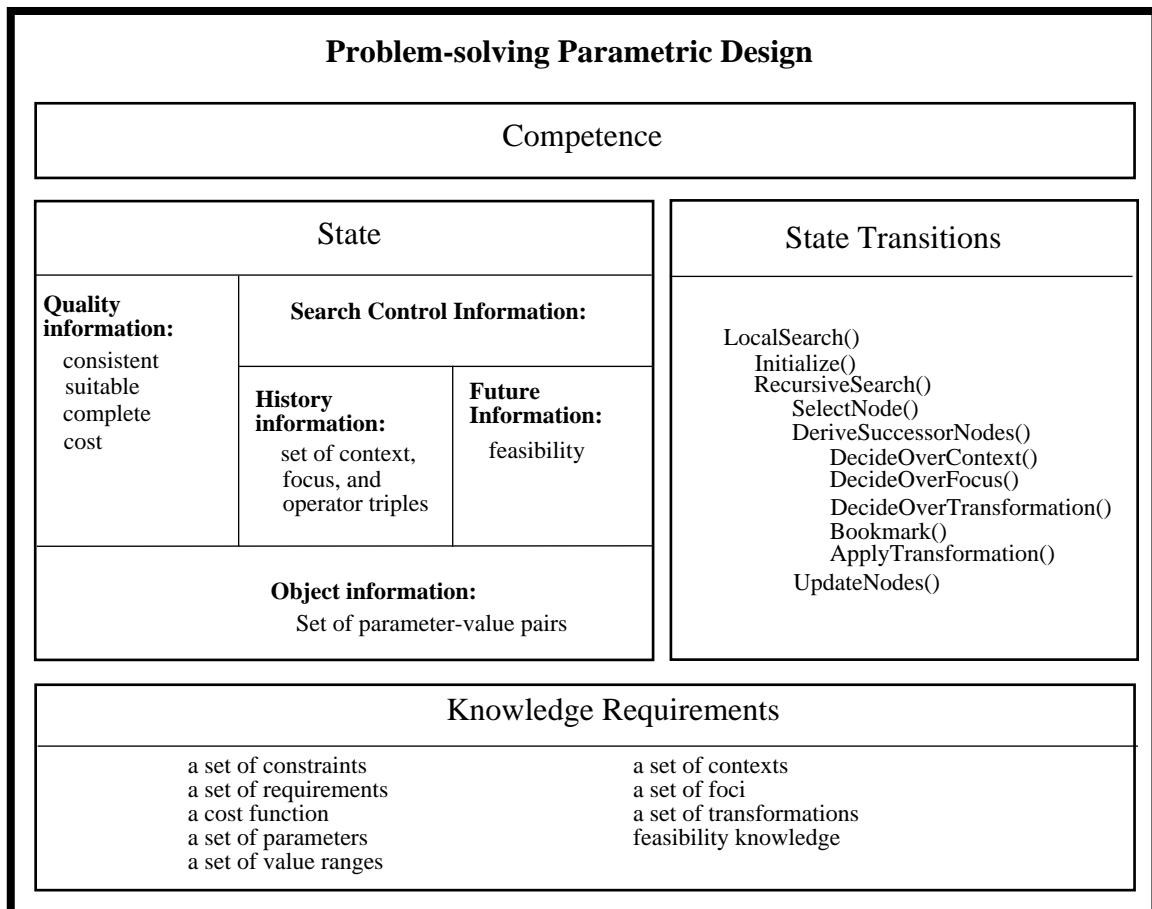 Problem-solving Parametric Design
Competence
State
Quality
information:
consistent
suitable
complete
cost
Search Control Information:
History
information:
set of context,
focus, and
operator triples
Future
Information:
feasibility
Object information:
Set of parameter-value pairs
State Transitions
LocalSearch()
Initialize()
RecursiveSearch()
SelectNode()
DeriveSuccessorNodes()
DecideOverContext()
DecideOverFocus()
DecideOverTransformation()
Bookmark()
ApplyTransformation()
UpdateNodes()
Knowledge Requirements
a set of constraints
a set of requirements
a cost function
a set of parameters
a set of value ranges
a set of contexts
a set of foci
a set of transformations
feasibility knowledge